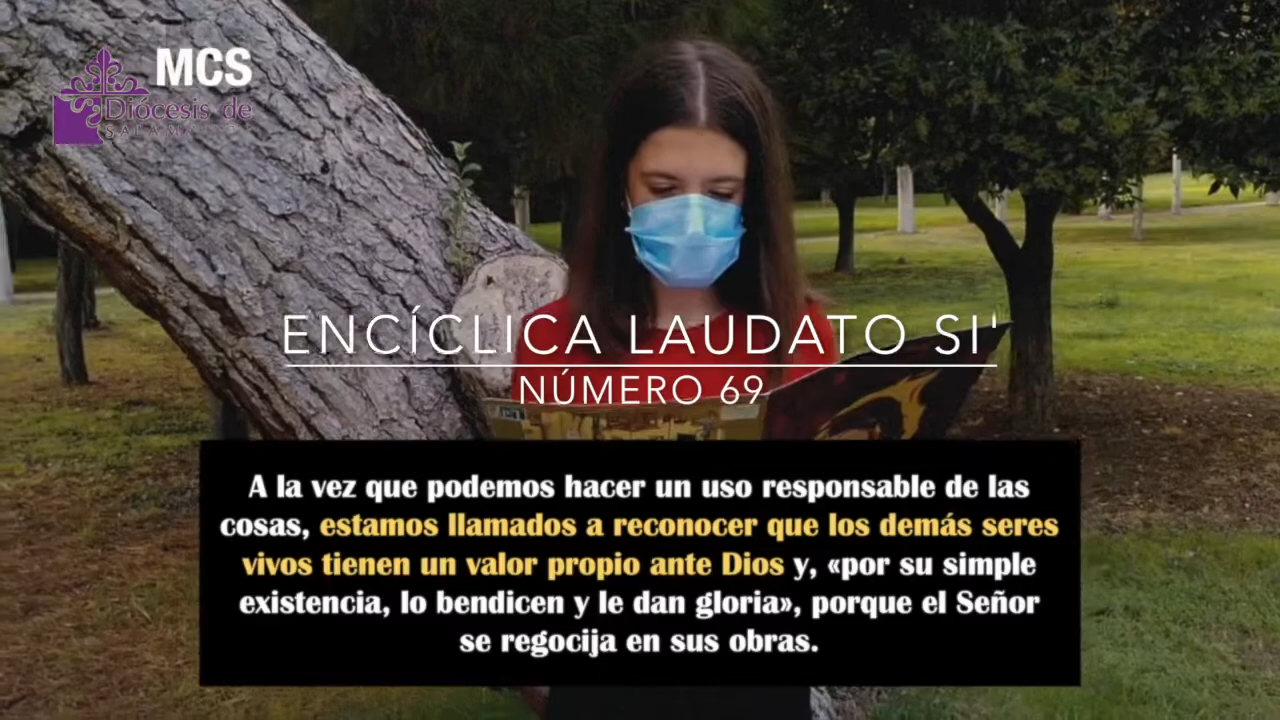 MCS
Diócesis de
ENCÍCLICA LAUDATO SI'
NÚMERO 69
A la vez que podemos hacer un uso responsable de las
cosas, estamos llamados a reconocer que los demás seres
vivos tienen un valor propio ante Dios y, «por su simple
existencia, lo bendicen y le dan gloria», porque el Señor
se regocija en sus obras.